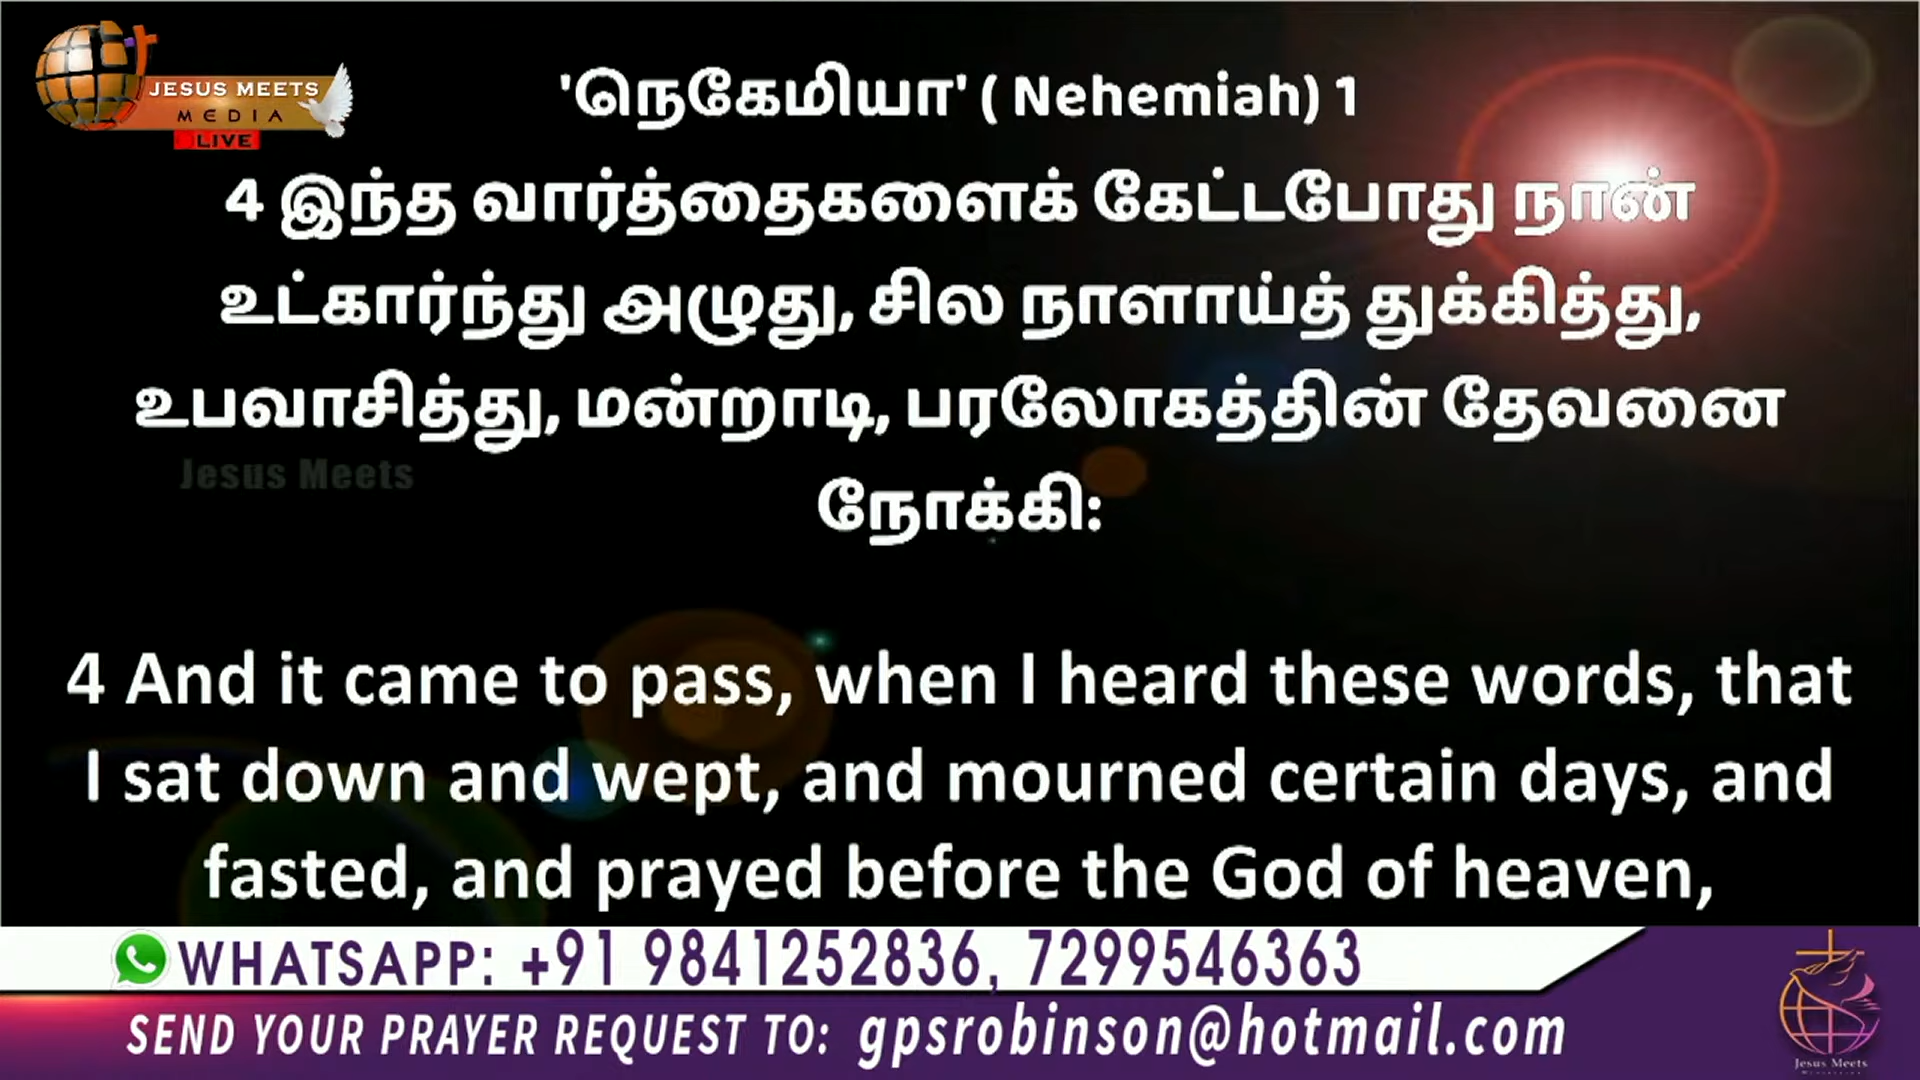 JESUS MEETS
MEDIA
LIVE
'நெகேமியா' ( Nehemiah) 1
4 இந்த வார்த்தைகளைக் கேட்டபோது நான்
உட்கார்ந்து அழுது, சில நாளாய்த் துக்கித்து,
உபவாசித்து, மன்றாடி, பரலோகத்தின் தேவனை
Jesus Meets
நோக்கி:
4 And it came to pass, when I heard these words, that
I sat down and wept, and mourned certain days, and
fasted, and prayed before the God of heaven,
WHATSAPP: +91 9841252836, 7299546363
SEND YOUR PRAYER REQUEST TO: gpsrobinson@hotmail.com
Jesus Meets